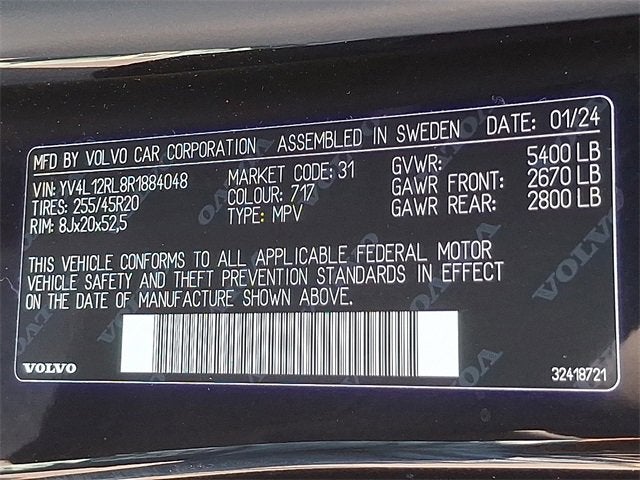 MFD BY VOLVO CAR CORPORATION ASSEMBLED IN SWEDEN DATE: 01/24
VIN: YV4L12RL8R1884048 MARKET CODE: 31 GVWR: 5400 LB
TIRES: 255/45R20 COLOUR: 717 GAWR FRONT: 2670 LB
RIM: 8Jx20x52,5 TYPE: MPV GAWR REAR: 2800 LB
THIS VEHICLE CONFORMS TO ALL APPLICABLE FEDERAL MOTOR
VEHICLE SAFETY AND THEFT PREVENTION STANDARDS IN EFFECT
ON THE DATE OF MANUFACTURE SHOWN ABOVE.
VOLVO 32418721